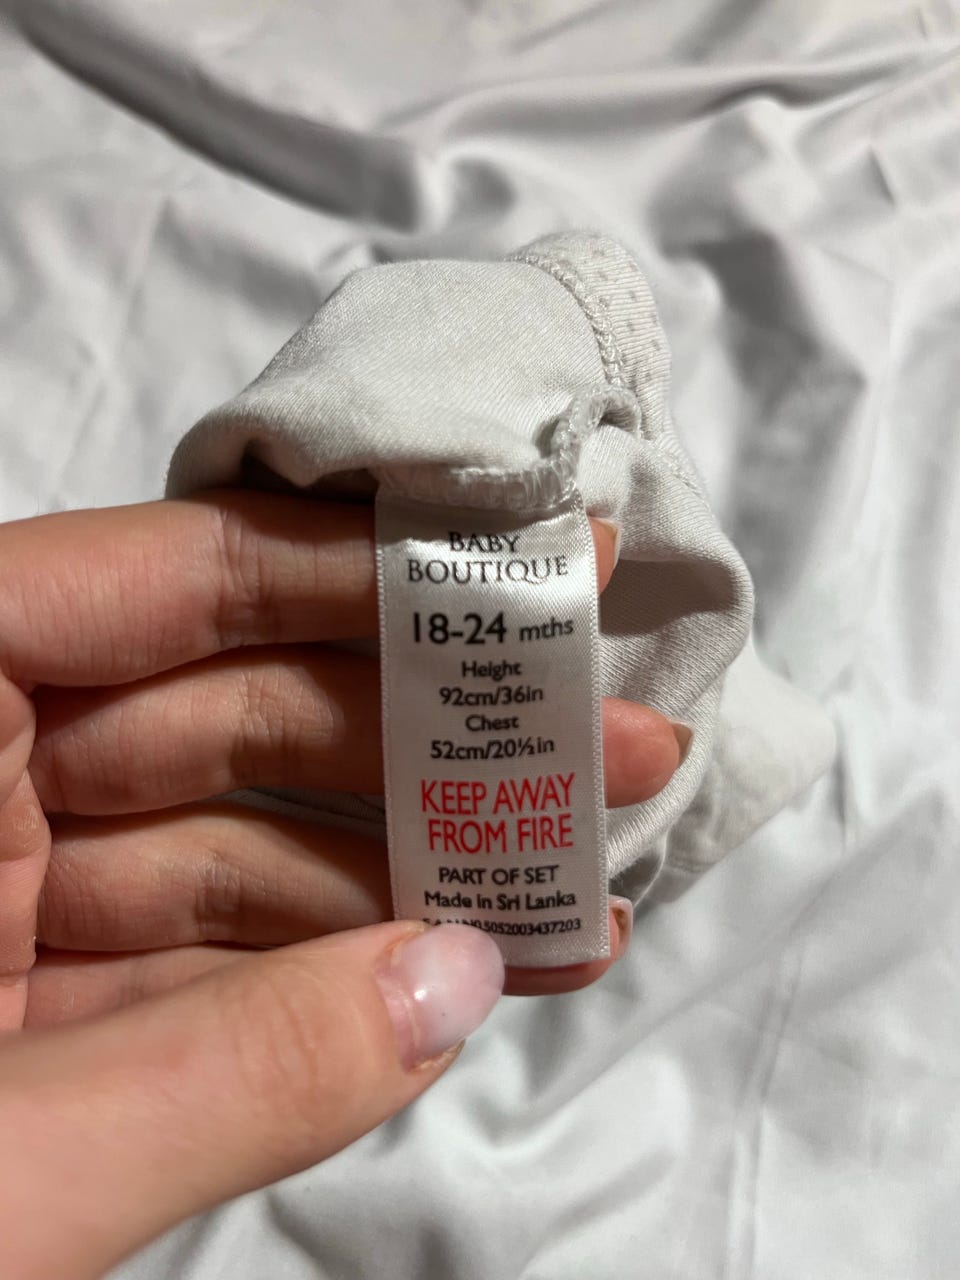 BABY
BOUTIQUE
18-24 mths
Height
92cm/36in
Chest
52cm/20½in
KEEP AWAY
FROM FIRE
PART OF SET
Made in Sri Lanka
5052003437203